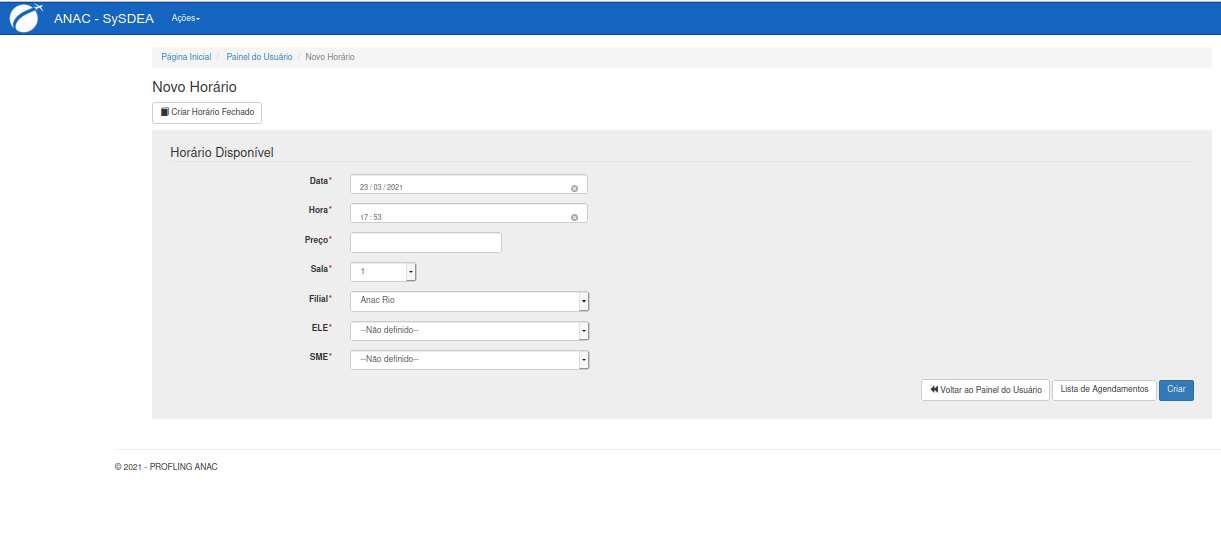 ANAC - SySDEA Ações
Página Inicial / Painel do Usuário / Novo Horário
Novo Horário
Criar Horário Fechado
Horário Disponível
Data* 23 / 03 / 2021
Hora* 17 : 53
Preço*
Sala* 1
Filial* Anac Rio
ELE* --Não definido--
SME* --Não definido--
Voltar ao Painel do Usuário Lista de Agendamentos Criar
© 2021 - PROFLING ANAC